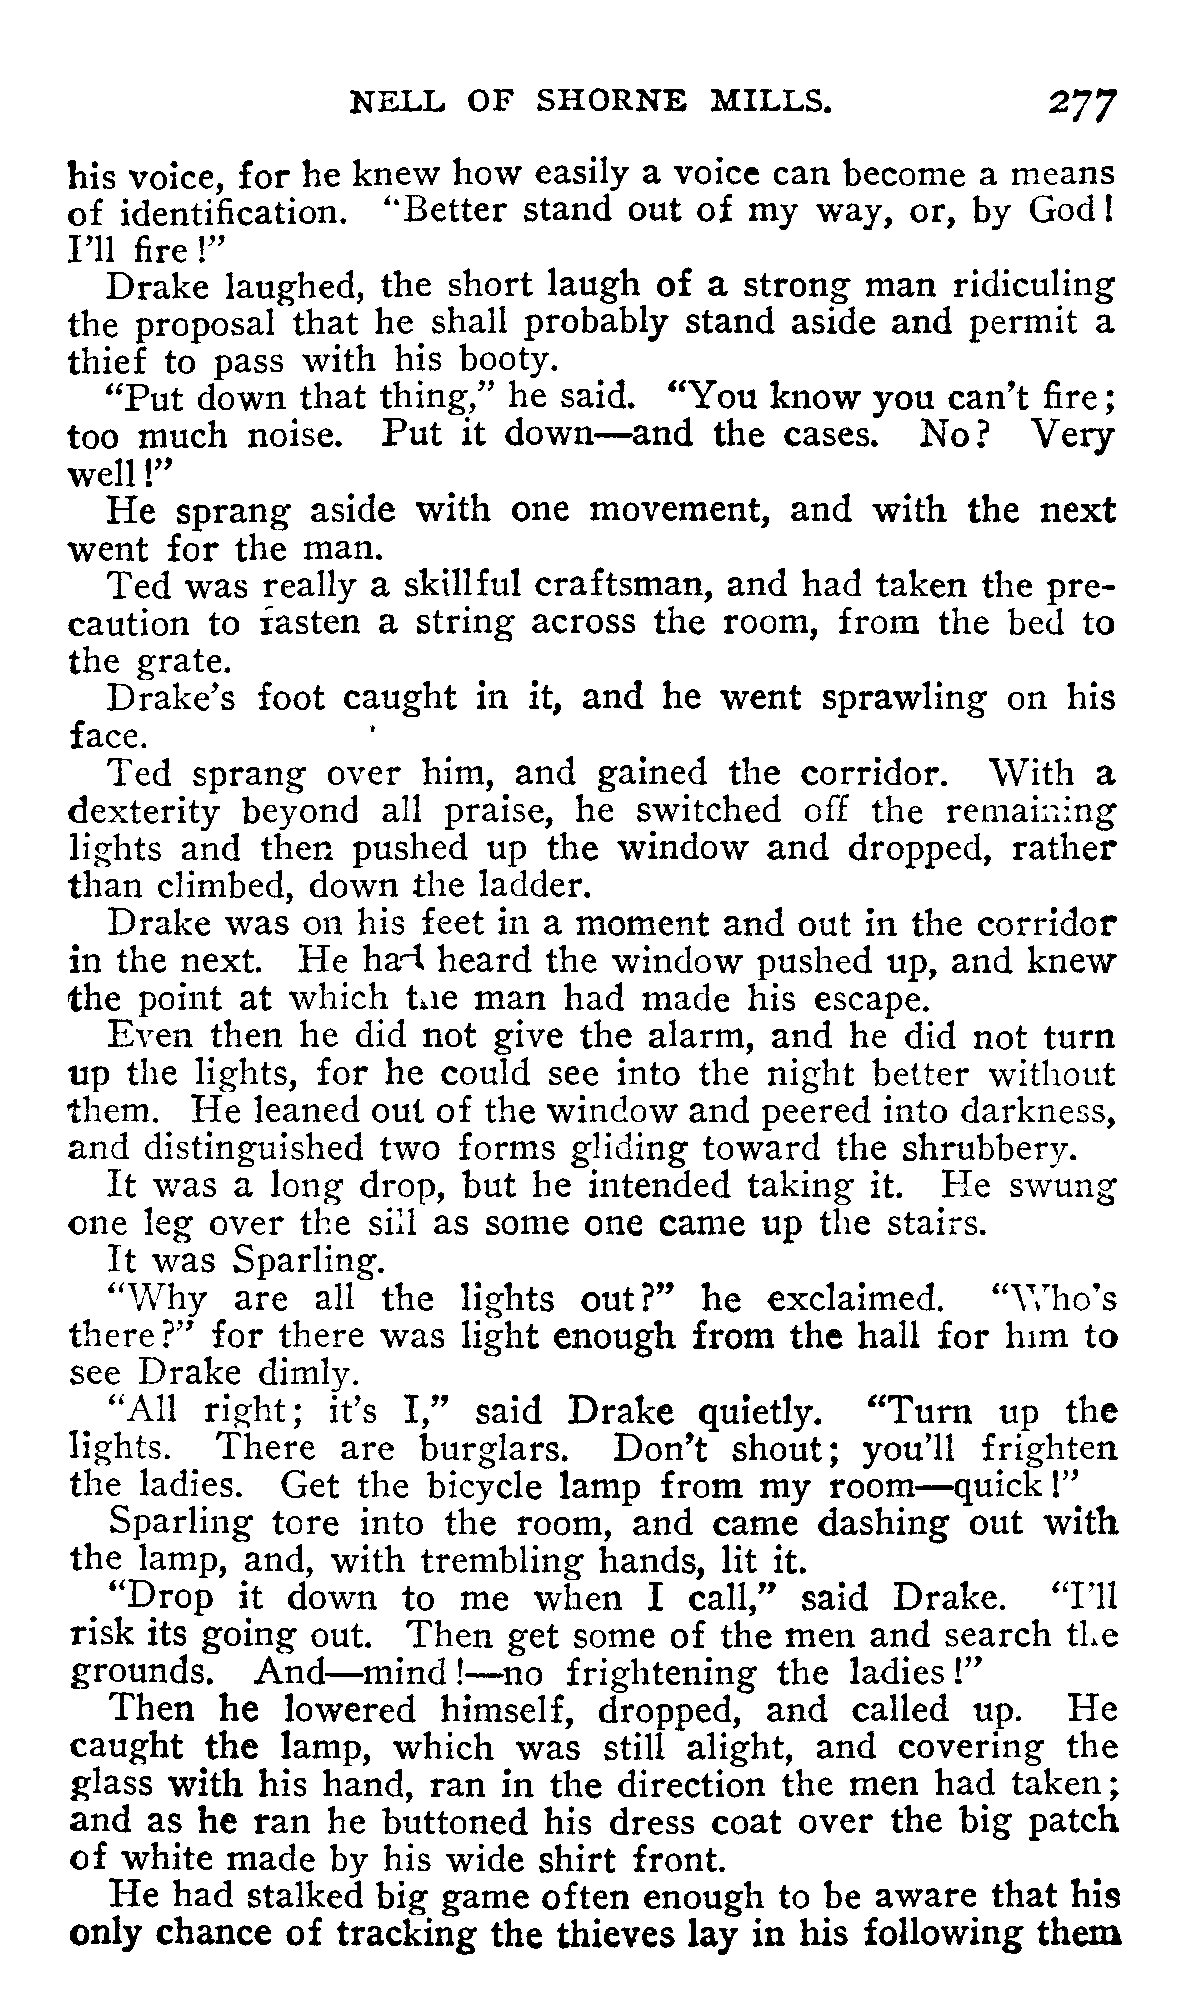 NELL OF SHORNE MILLS. 277
his voice, for he knew how easily a voice can become a means
of identification. "Better stand out of my way, or, by God!
I'll fire!"
Drake laughed, the short laugh of a strong man ridiculing
the proposal that he shall probably stand aside and permit a
thief to pass with his booty.
"Put down that thing," he said. "You know you can't fire;
too much noise. Put it down—and the cases. No? Very
well!"
He sprang aside with one movement, and with the next
went for the man.
Ted was really a skillful craftsman, and had taken the pre-
caution to fasten a string across the room, from the bed to
the grate.
Drake's foot caught in it, and he went sprawling on his
face.
Ted sprang over him, and gained the corridor. With a
dexterity beyond all praise, he switched off the remaining
lights and then pushed up the window and dropped, rather
than climbed, down the ladder.
Drake was on his feet in a moment and out in the corridor
in the next. He had heard the window pushed up, and knew
the point at which the man had made his escape.
Even then he did not give the alarm, and he did not turn
up the lights, for he could see into the night better without
them. He leaned out of the window and peered into darkness,
and distinguished two forms gliding toward the shrubbery.
It was a long drop, but he intended taking it. He swung
one leg over the sill as some one came up the stairs.
It was Sparling.
"Why are all the lights out?" he exclaimed. "Who's
there?" for there was light enough from the hall for him to
see Drake dimly.
"All right; it's I," said Drake quietly. "Turn up the
lights. There are burglars. Don't shout; you'll frighten
the ladies. Get the bicycle lamp from my room—quick!"
Sparling tore into the room, and came dashing out with
the lamp, and, with trembling hands, lit it.
"Drop it down to me when I call," said Drake. "I'll
risk its going out. Then get some of the men and search the
grounds. And—mind!—no frightening the ladies!"
Then he lowered himself, dropped, and called up. He
caught the lamp, which was still alight, and covering the
glass with his hand, ran in the direction the men had taken;
and as he ran he buttoned his dress coat over the big patch
of white made by his wide shirt front.
He had stalked big game often enough to be aware that his
only chance of tracking the thieves lay in his following them